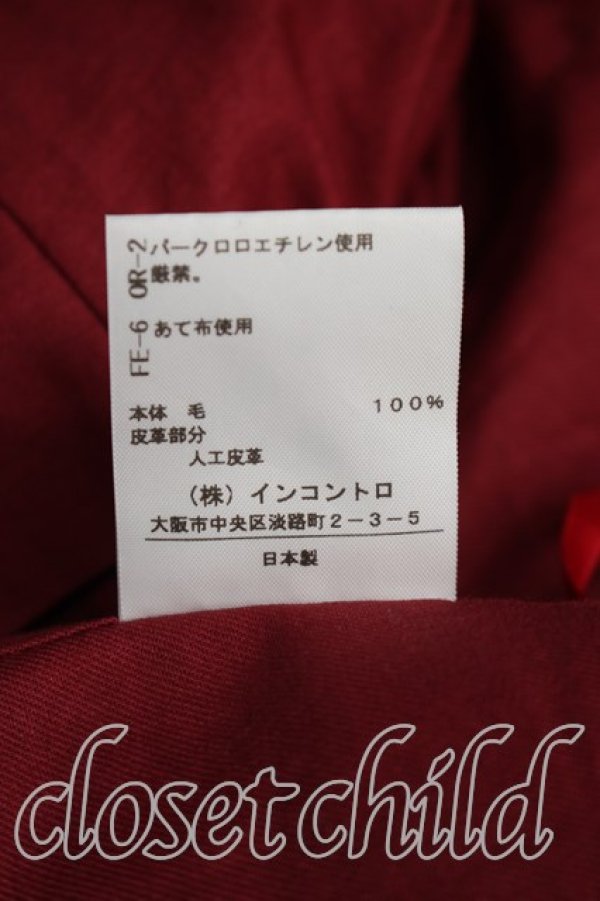 OR-2 パークロロエチレン使用
厳禁。
FE-6 あて布使用
本体 毛 100%
皮革部分
人工皮革
(株)インコントロ
大阪市中央区淡路町2-3-5
日本製
closet child